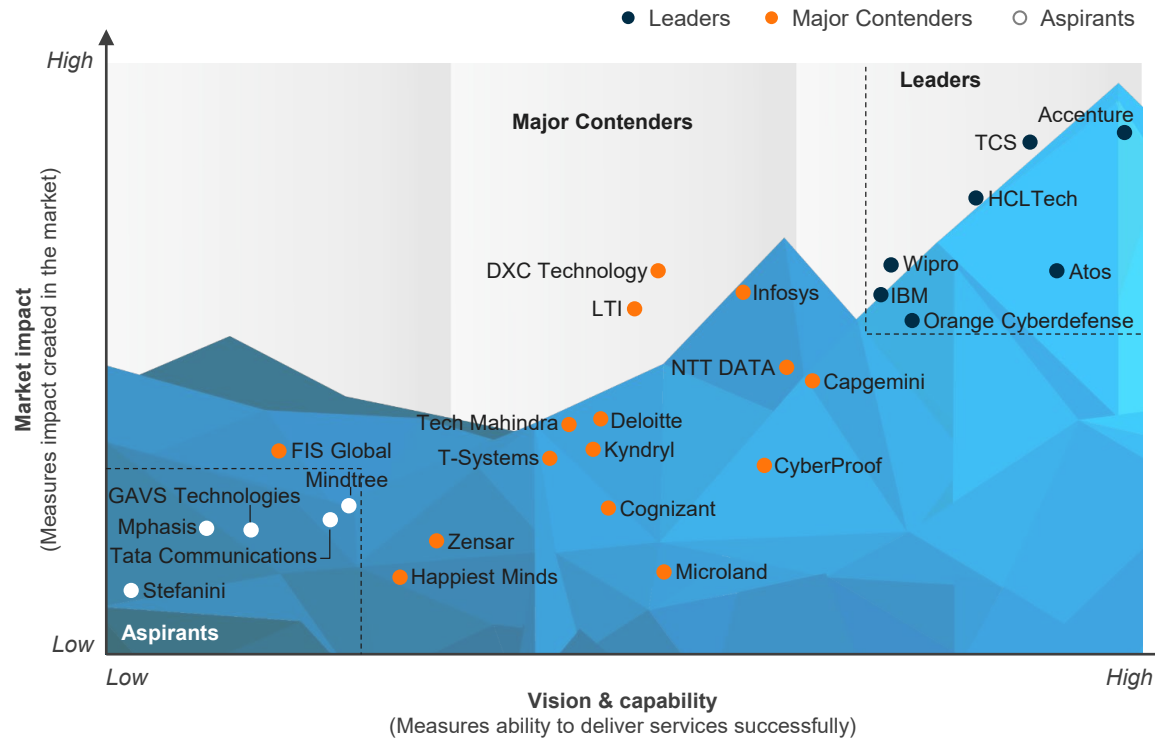 Leaders
Major Contenders
Aspirants
High
Leaders
Major Contenders
Accenture
TCS
HCLTech
Wipro
Atos
DXC Technology
IBM
Infosys
LTI
Orange Cyberdefense
NTT DATA
Capgemini
Tech Mahindra
Deloitte
FIS Global
Kyndryl
T-Systems
CyberProof
Mindtree
GAVS Technologies
Cognizant
Mphasis
Zensar
Tata Communications
Happiest Minds
Microland
Stefanini
Aspirants
Low
Market impact
(Measures impact created in the market)
Low
High
Vision & capability
(Measures ability to deliver services successfully)